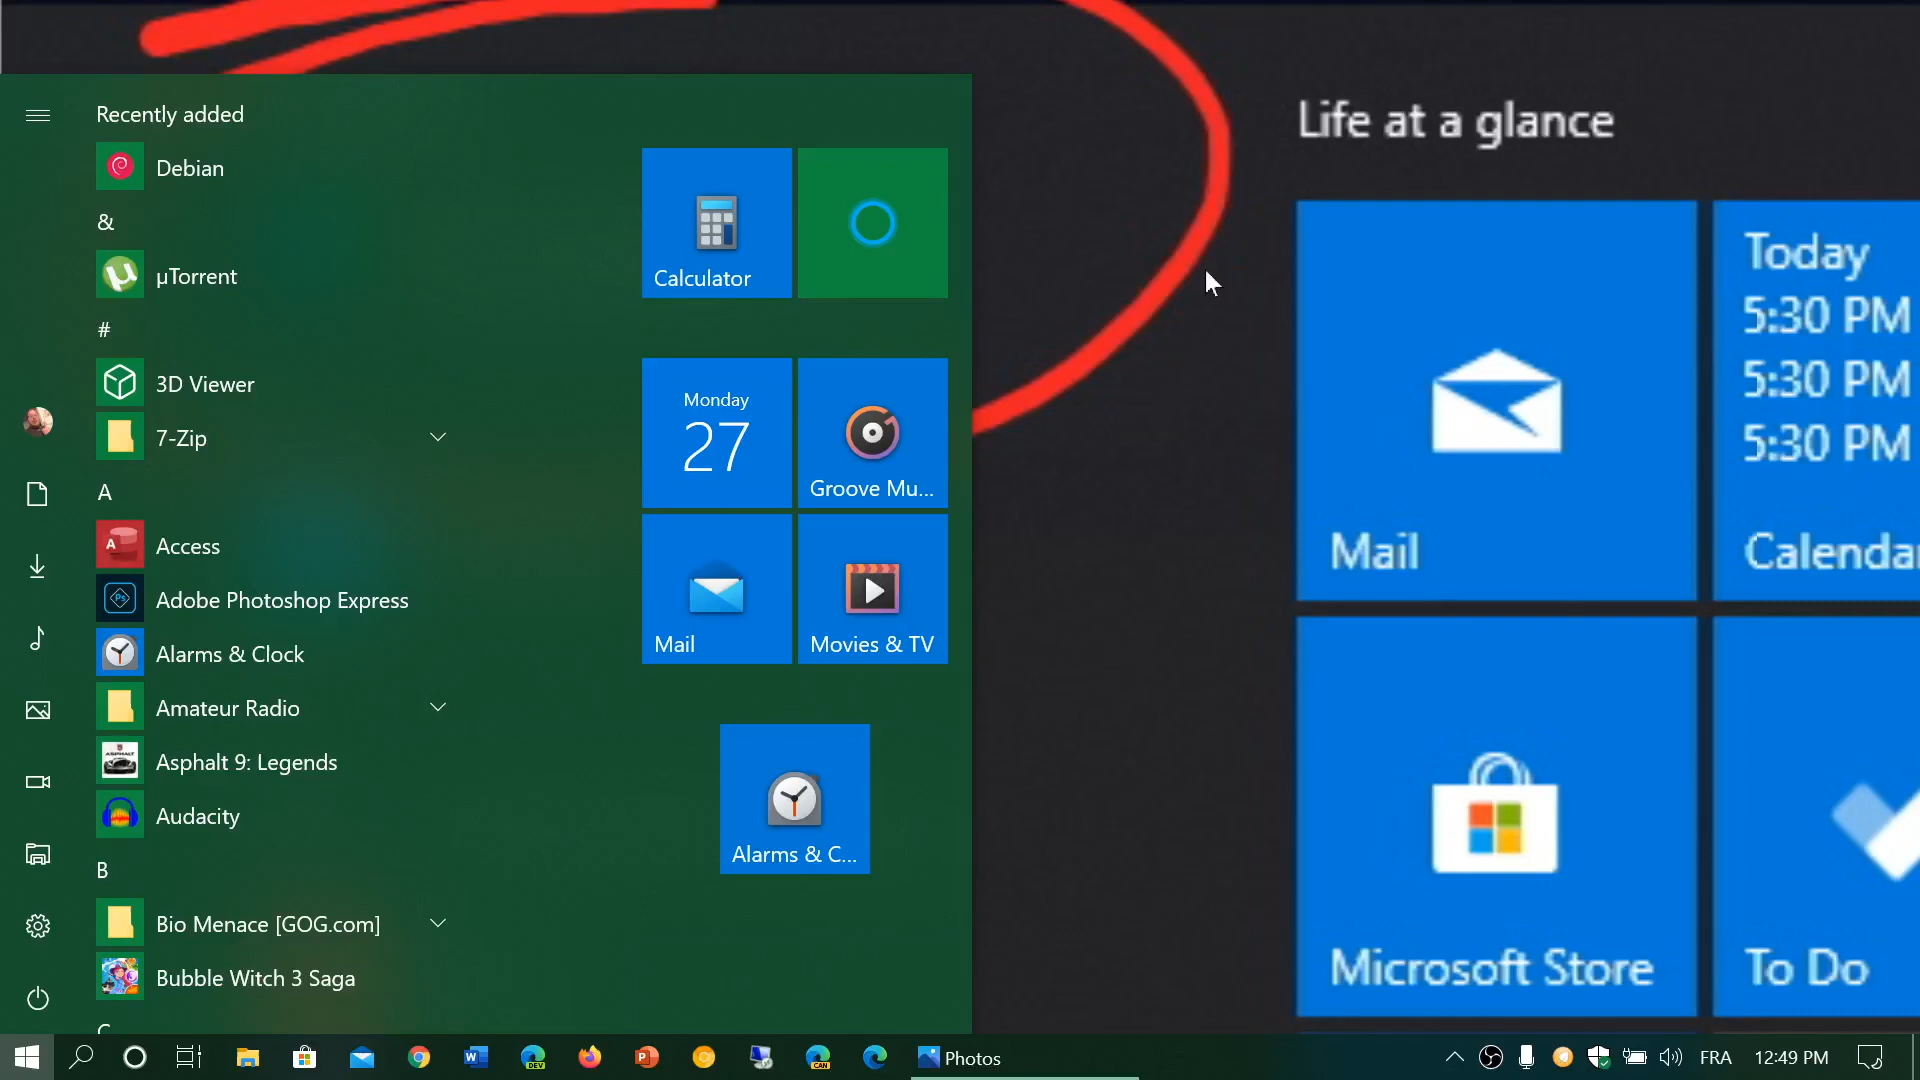 Recently added
Debian
&
µTorrent
#
3D Viewer
7-Zip
A
Access
Adobe Photoshop Express
Alarms & Clock
Amateur Radio
Asphalt 9: Legends
Audacity
B
Bio Menace [GOG.com]
Bubble Witch 3 Saga
Calculator
Monday
27
Groove Mu...
Mail
Movies & TV
Alarms & C...
Life at a glance
Mail
Today
5:30 PM
5:30 PM
5:30 PM
Calenda
Microsoft Store
To Do
Photos
FRA
12:49 PM